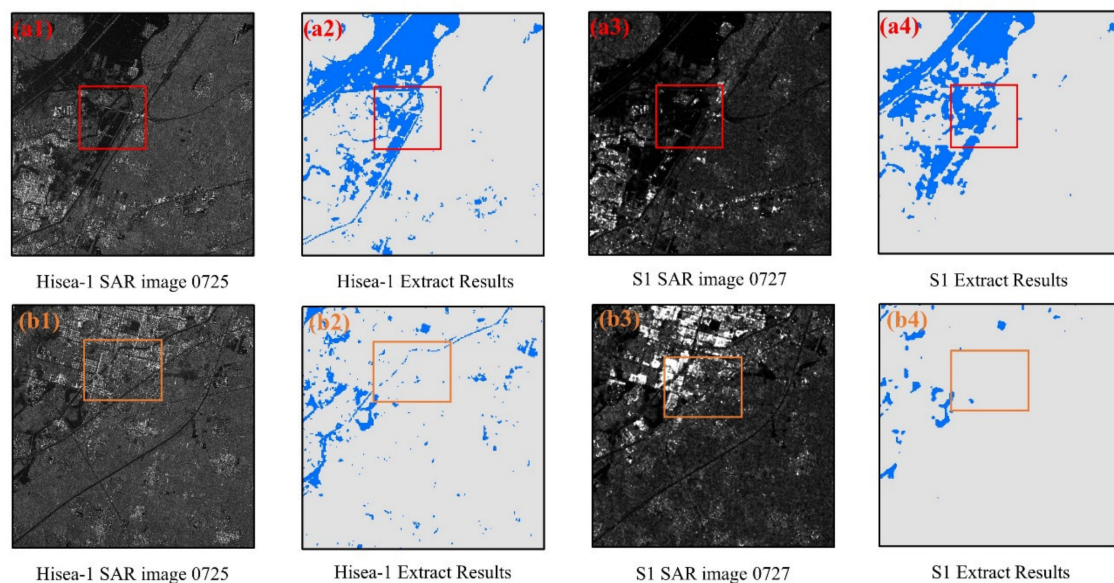 (a1) (a2) (a3) (a4)
Hisea-1 SAR image 0725 Hisea-1 Extract Results S1 SAR image 0727 S1 Extract Results
(b1) (b2) (b3) (b4)
Hisea-1 SAR image 0725 Hisea-1 Extract Results S1 SAR image 0727 S1 Extract Results